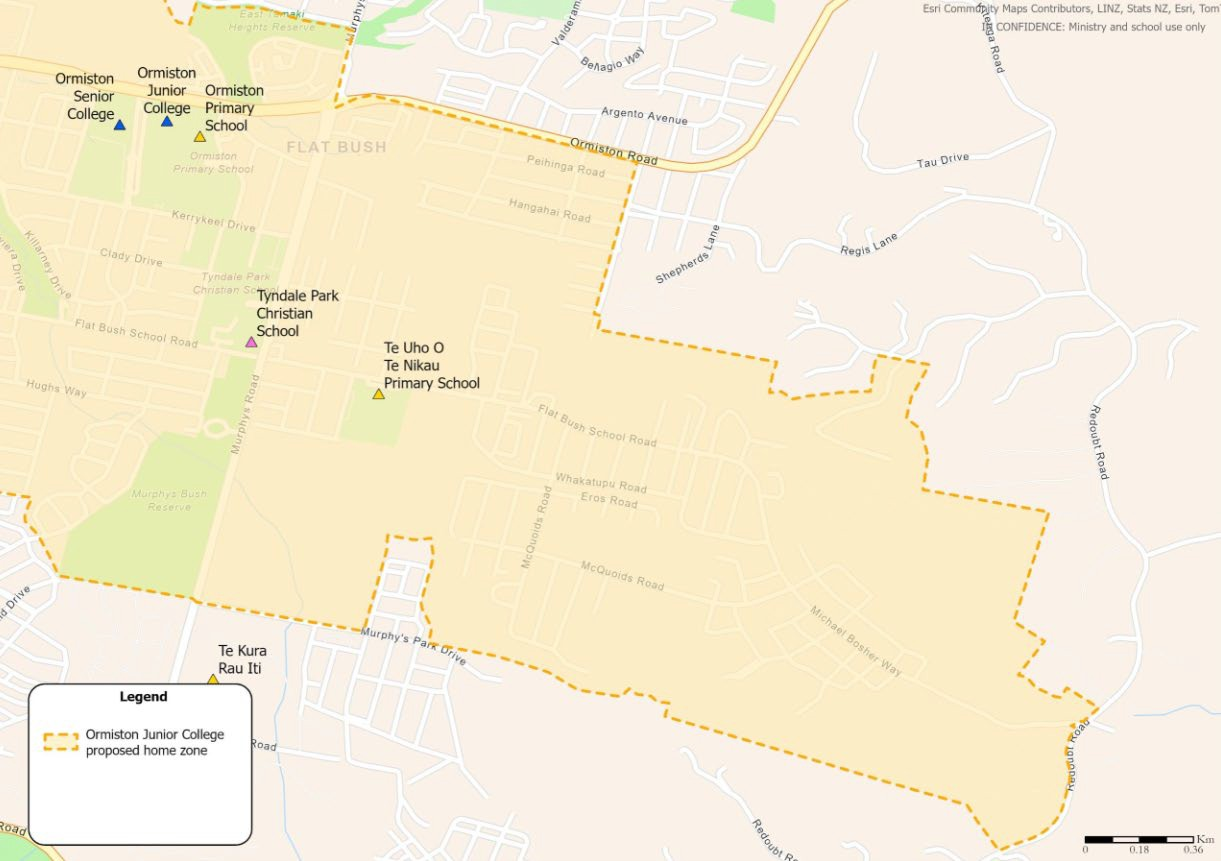 Esri Community Maps Contributors, LINZ, Stats NZ, Esri, Tom
CONFIDENCE: Ministry and school use only
East Tamaki
Heights Reserve
Murphys
Valderam
Bellagio Way
Argento Avenue
Ormiston Road
Tau Drive
Regis Lane
Shepherds Lane
Redoubt Road
Ormiston
Senior
College
Ormiston
Junior
College
Ormiston
Primary
School
Ormiston
Primary School
FLAT BUSH
Peihinga Road
Hangahai Road
Kerrykeel Drive
Killarney Drive
Clady Drive
Tyndale Park
Christian School
Tyndale Park
Christian
School
Flat Bush School Road
Hughs Way
Murphys Road
Te Uho O
Te Nikau
Primary School
Flat Bush School Road
Whakatupu Road
Eros Road
McQuoids Road
McQuoids Road
Michael Bosher Way
Murphys Bush
Reserve
Murphy's Park Drive
Te Kura
Rau Iti
Drive
Road
Road
Redoubt Road
Redoubt
Legend
Ormiston Junior College
proposed home zone
Km
0 0.18 0.36